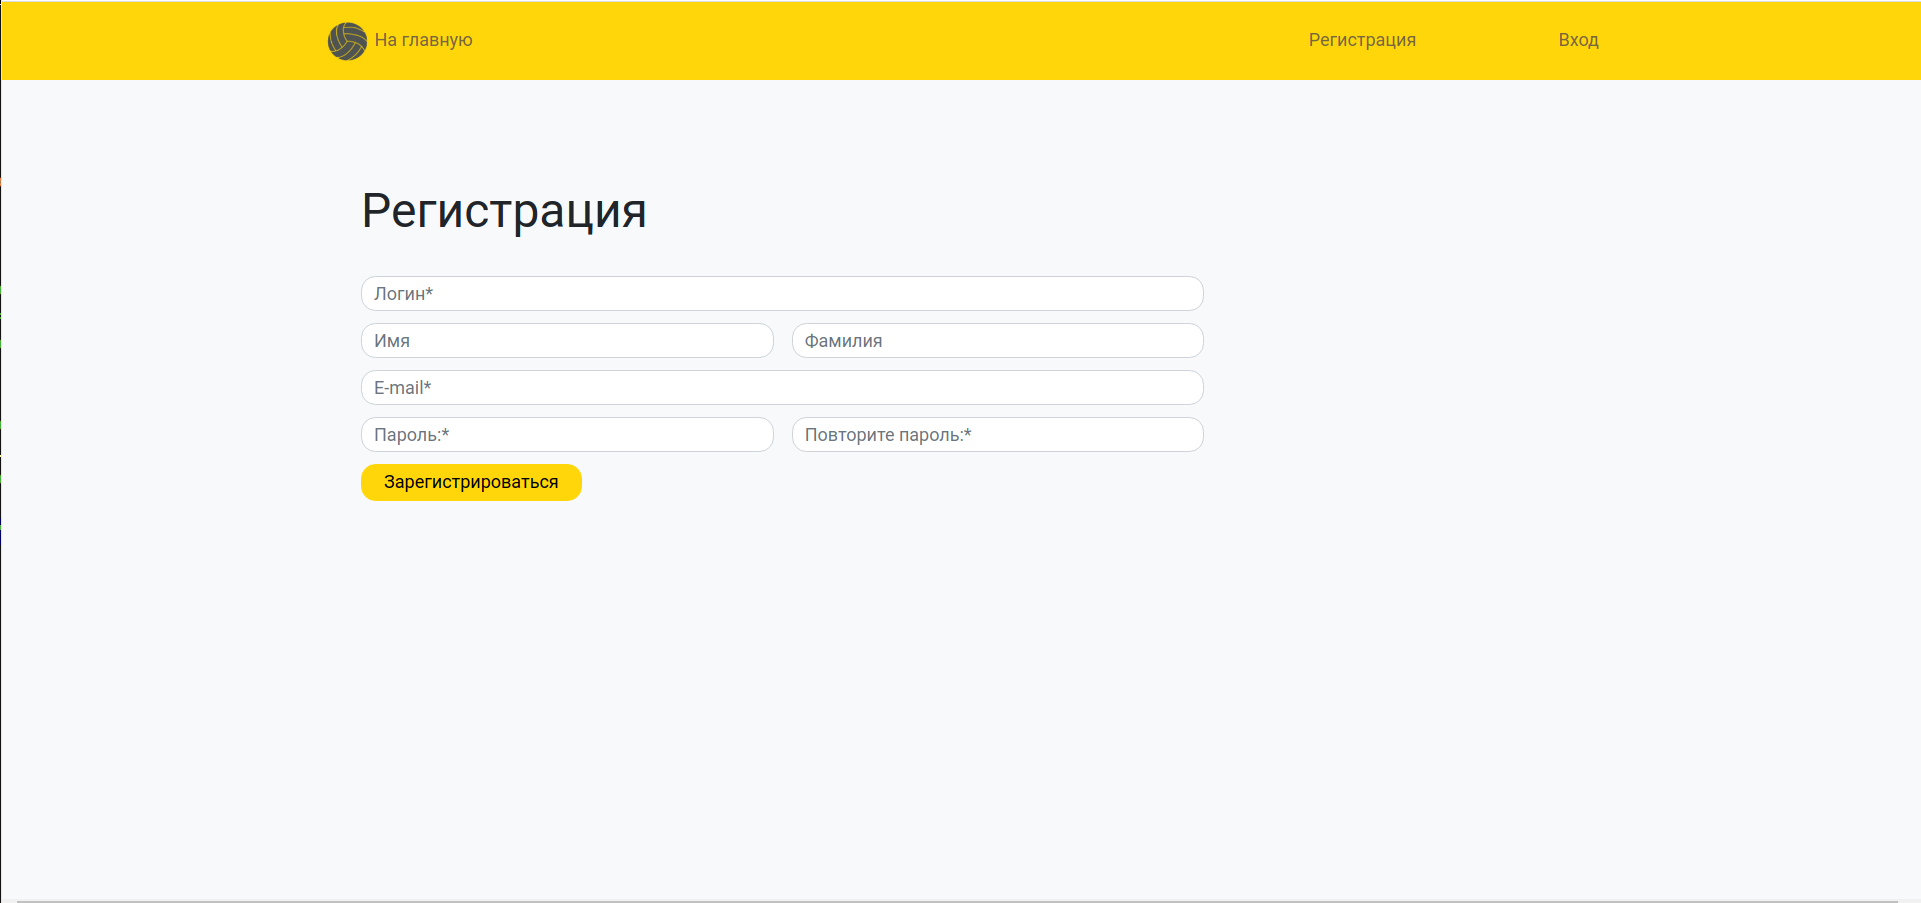 На главную Регистрация Вход
Регистрация
Логин*
Имя Фамилия
E-mail*
Пароль:* Повторите пароль:*
Зарегистрироваться